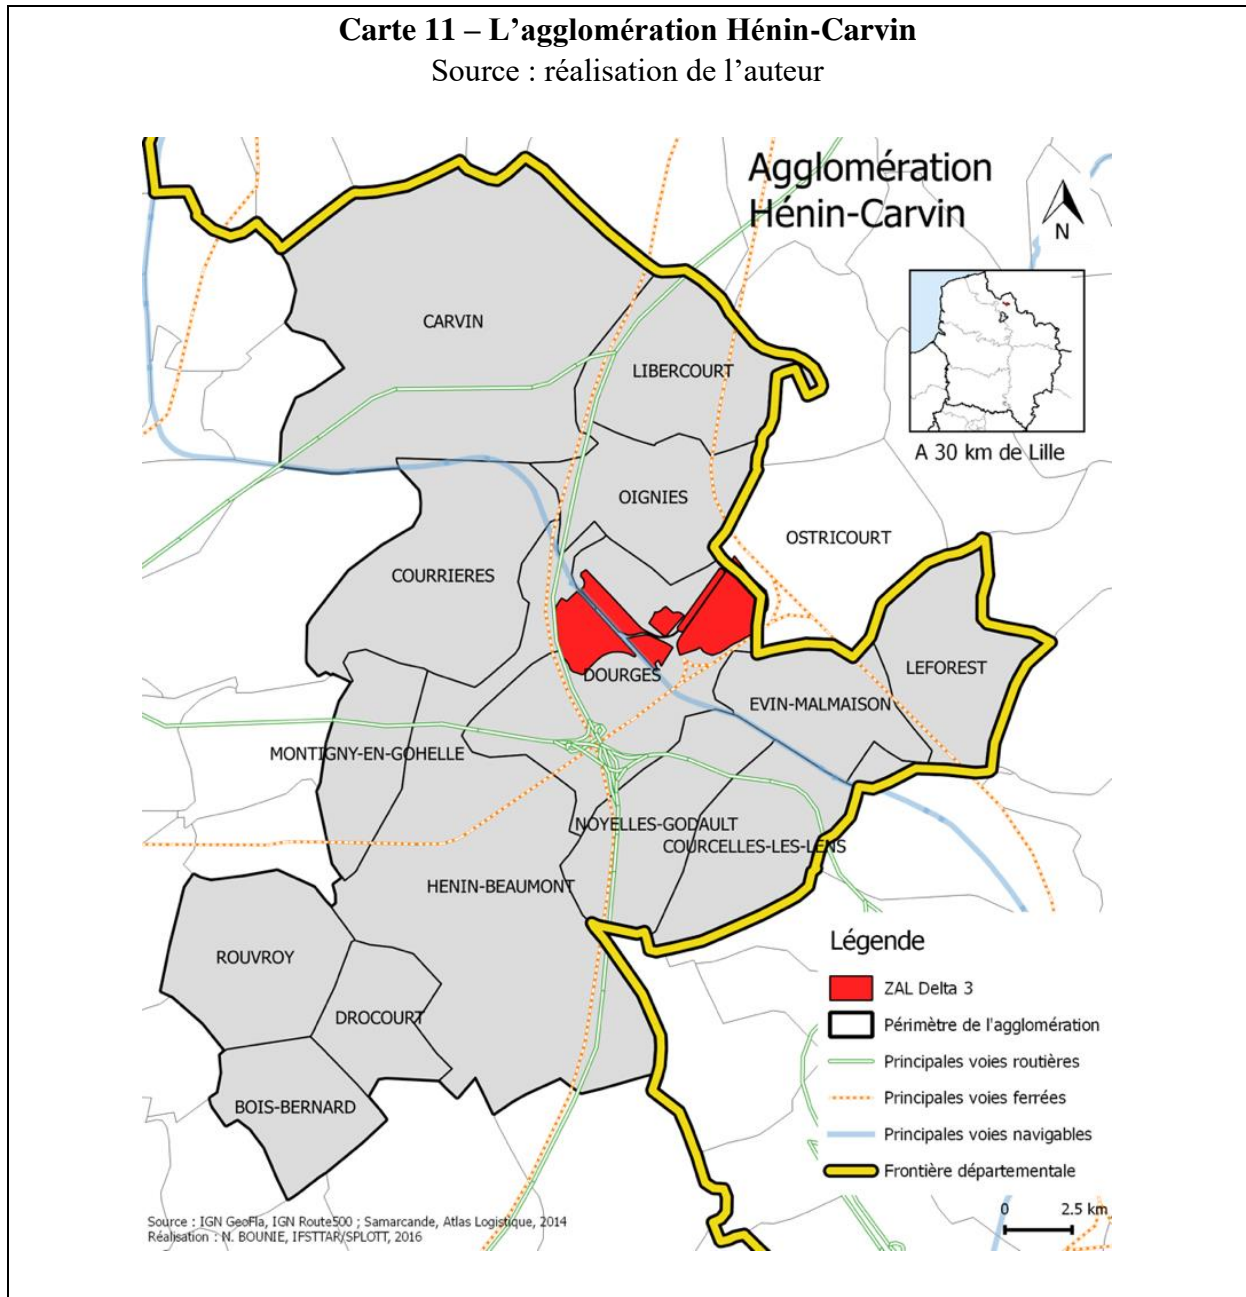 Carte 11 – L'agglomération Hénin-Carvin
Source : réalisation de l'auteur
Agglomération
Hénin-Carvin
N
A 30 km de Lille
CARVIN
LIBERCOURT
OIGNIES
OSTRICOURT
COURRIERES
LEFOREST
DOURGES
EVIN-MALMAISON
MONTIGNY-EN-GOHELLE
NOYELLES-GODAULT
COURCELLES-LES-LENS
HENIN-BEAUMONT
ROUVROY
DROCOURT
BOIS-BERNARD
Légende
ZAL Delta 3
Périmètre de l'agglomération
Principales voies routières
Principales voies ferrées
Principales voies navigables
Frontière départementale
0 2.5 km
Source : IGN GeoFla, IGN Route500 ; Samarcande, Atlas Logistique, 2014
Réalisation : N. BOUNIE, IFSTTAR/SPLOTT, 2016